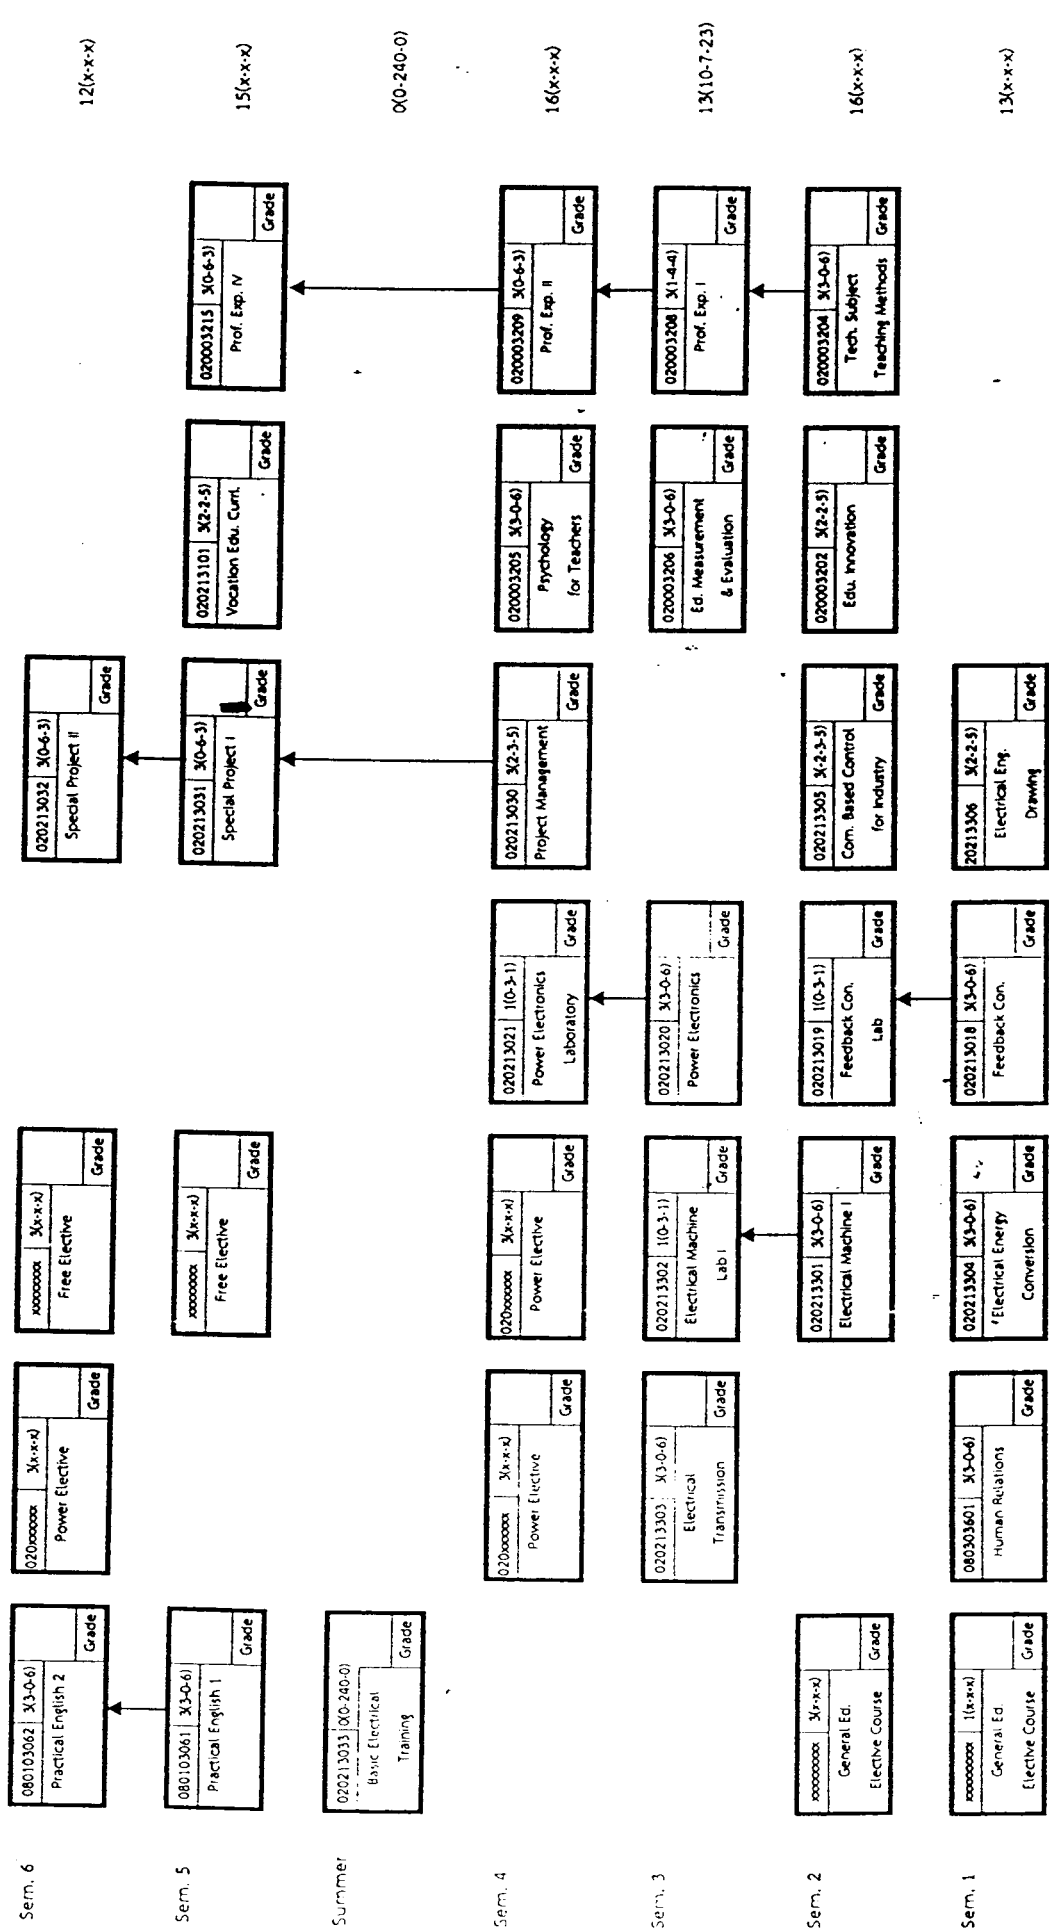 Sem. 6
080103062 3(3-0-6)
Practical English 2
Grade
020xxxxxx 3(x-x-x)
Power Elective
Grade
xxxxxxxxx 3(x-x-x)
Free Elective
Grade
020213032 3(0-6-3)
Special Project II
Grade
12(x-x-x)
Sem. 5
080103061 3(3-0-6)
Practical English 1
Grade
xxxxxxxxx 3(x-x-x)
Free Elective
Grade
020213031 3(0-6-3)
Special Project I
Grade
020213101 3(2-2-5)
Vocation Edu. Curri.
Grade
020003215 3(0-6-3)
Prof. Exp. IV
Grade
15(x-x-x)
Summer
020213033 0(0-240-0)
Basic Electrical
Training
Grade
0(0-240-0)
Sem. 4
020xxxxxx 3(x-x-x)
Power Elective
Grade
020xxxxxx 3(x-x-x)
Power Elective
Grade
020213021 1(0-3-1)
Power Electronics
Laboratory
Grade
020213030 3(2-3-5)
Project Management
Grade
020003205 3(3-0-6)
Psychology
for Teachers
Grade
020003209 3(0-6-3)
Prof. Exp. II
Grade
16(x-x-x)
Sem. 3
020213303 3(3-0-6)
Electrical
Transmission
Grade
020213302 1(0-3-1)
Electrical Machine
Lab I
Grade
020213020 3(3-0-6)
Power Electronics
Grade
020003206 3(3-0-6)
Ed. Measurement
& Evaluation
Grade
020003208 3(1-4-4)
Prof. Exp. I
Grade
13(10-7-23)
Sem. 2
xxxxxxxxx 3(x-x-x)
General Ed.
Elective Course
Grade
020213301 3(3-0-6)
Electrical Machine I
Grade
020213019 1(0-3-1)
Feedback Con.
Lab
Grade
020213305 3(-2-3-5)
Com. Based Control
for Industry
Grade
020003202 3(2-2-5)
Edu. Innovation
Grade
020003204 3(3-0-6)
Tech. Subject
Teaching Methods
Grade
16(x-x-x)
Sem. 1
xxxxxxxxx 1(x-x-x)
General Ed.
Elective Course
Grade
080303601 3(3-0-6)
Human Relations
Grade
020213304 3(3-0-6)
Electrical Energy
Conversion
Grade
020213018 3(3-0-6)
Feedback Con.
Grade
20213306 3(2-2-5)
Electrical Eng.
Drawing
Grade
13(x-x-x)